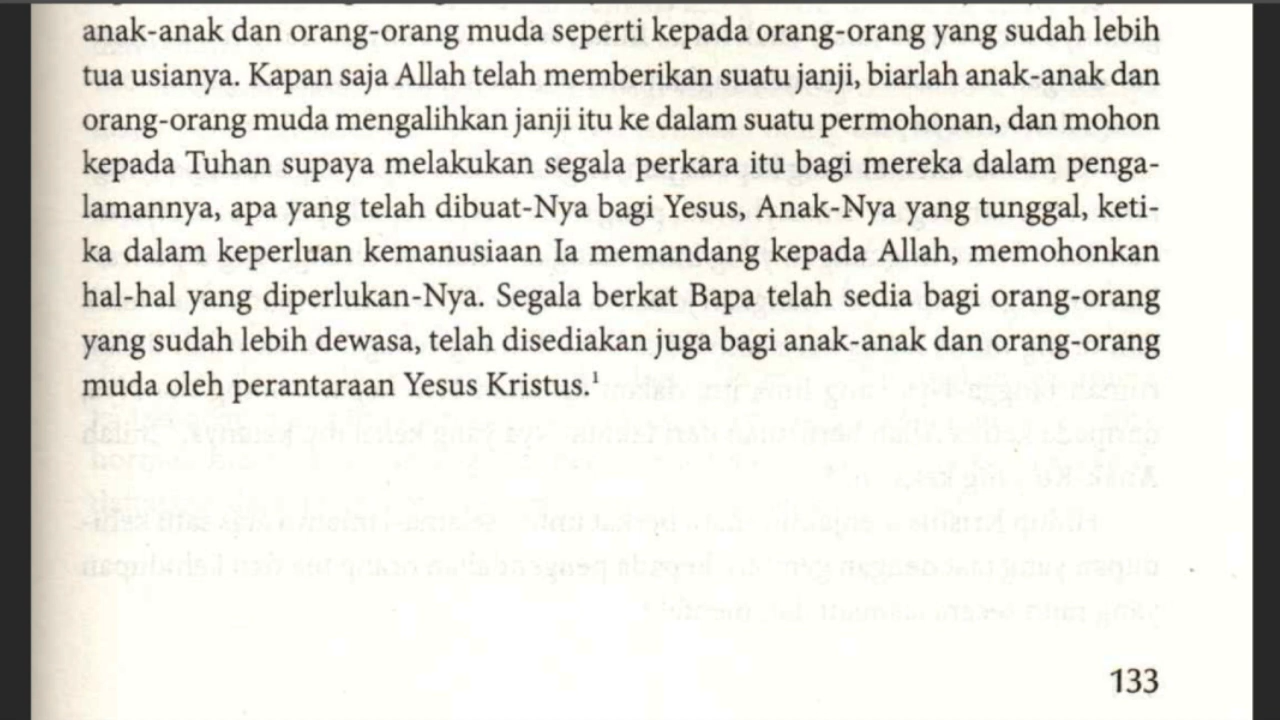 anak-anak dan orang-orang muda seperti kepada orang-orang yang sudah lebih
tua usianya. Kapan saja Allah telah memberikan suatu janji, biarlah anak-anak dan
orang-orang muda mengalihkan janji itu ke dalam suatu permohonan, dan mohon
kepada Tuhan supaya melakukan segala perkara itu bagi mereka dalam penga-
lamannya, apa yang telah dibuat-Nya bagi Yesus, Anak-Nya yang tunggal, keti-
ka dalam keperluan kemanusiaan Ia memandang kepada Allah, memohonkan
hal-hal yang diperlukan-Nya. Segala berkat Bapa telah sedia bagi orang-orang
yang sudah lebih dewasa, telah disediakan juga bagi anak-anak dan orang-orang
muda oleh perantaraan Yesus Kristus.¹
133